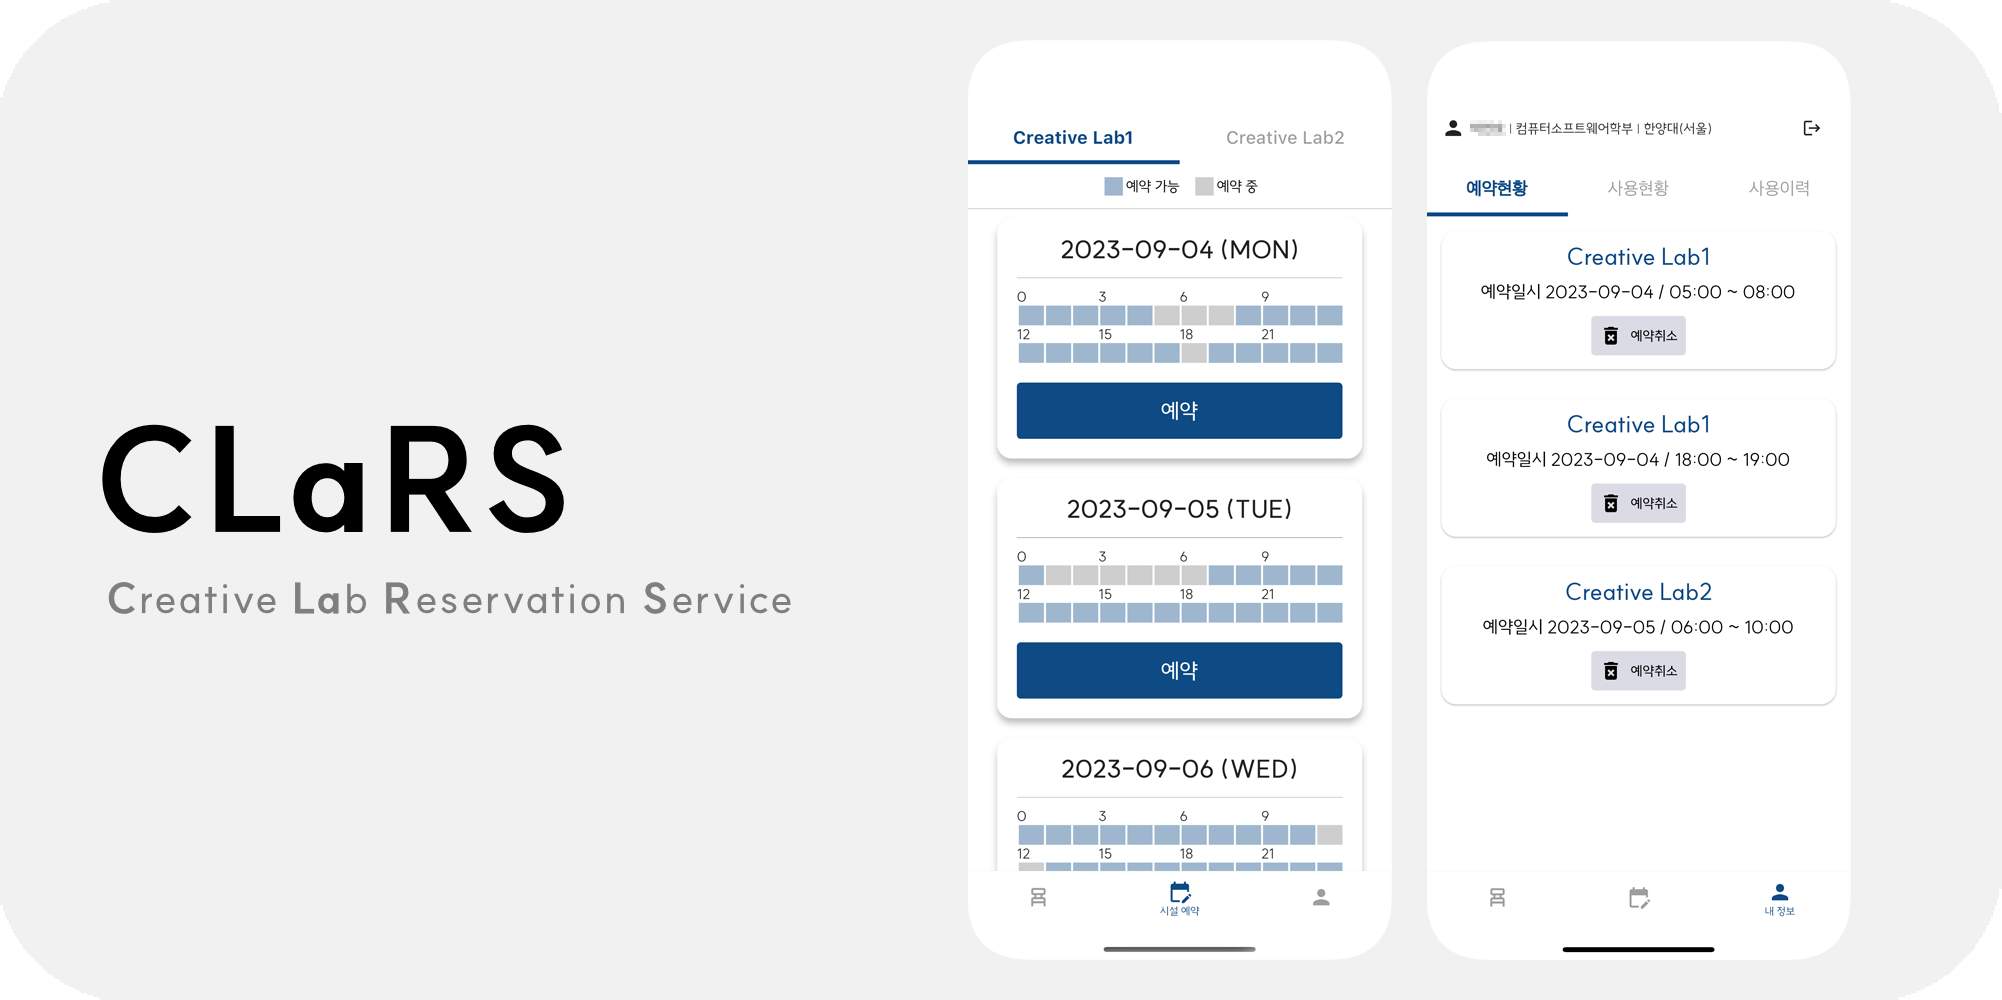 CLaRS
Creative Lab Reservation Service
Creative Lab1 Creative Lab2
예약 가능 예약 중
2023-09-04 (MON)
0 3 6 9
12 15 18 21
예약
2023-09-05 (TUE)
0 3 6 9
12 15 18 21
예약
2023-09-06 (WED)
0 3 6 9
12 15 18 21
시설 예약
| 컴퓨터소프트웨어학부 | 한양대(서울)
예약현황 사용현황 사용이력
Creative Lab1
예약일시 2023-09-04 / 05:00 ~ 08:00
예약취소
Creative Lab1
예약일시 2023-09-04 / 18:00 ~ 19:00
예약취소
Creative Lab2
예약일시 2023-09-05 / 06:00 ~ 10:00
예약취소
내 정보